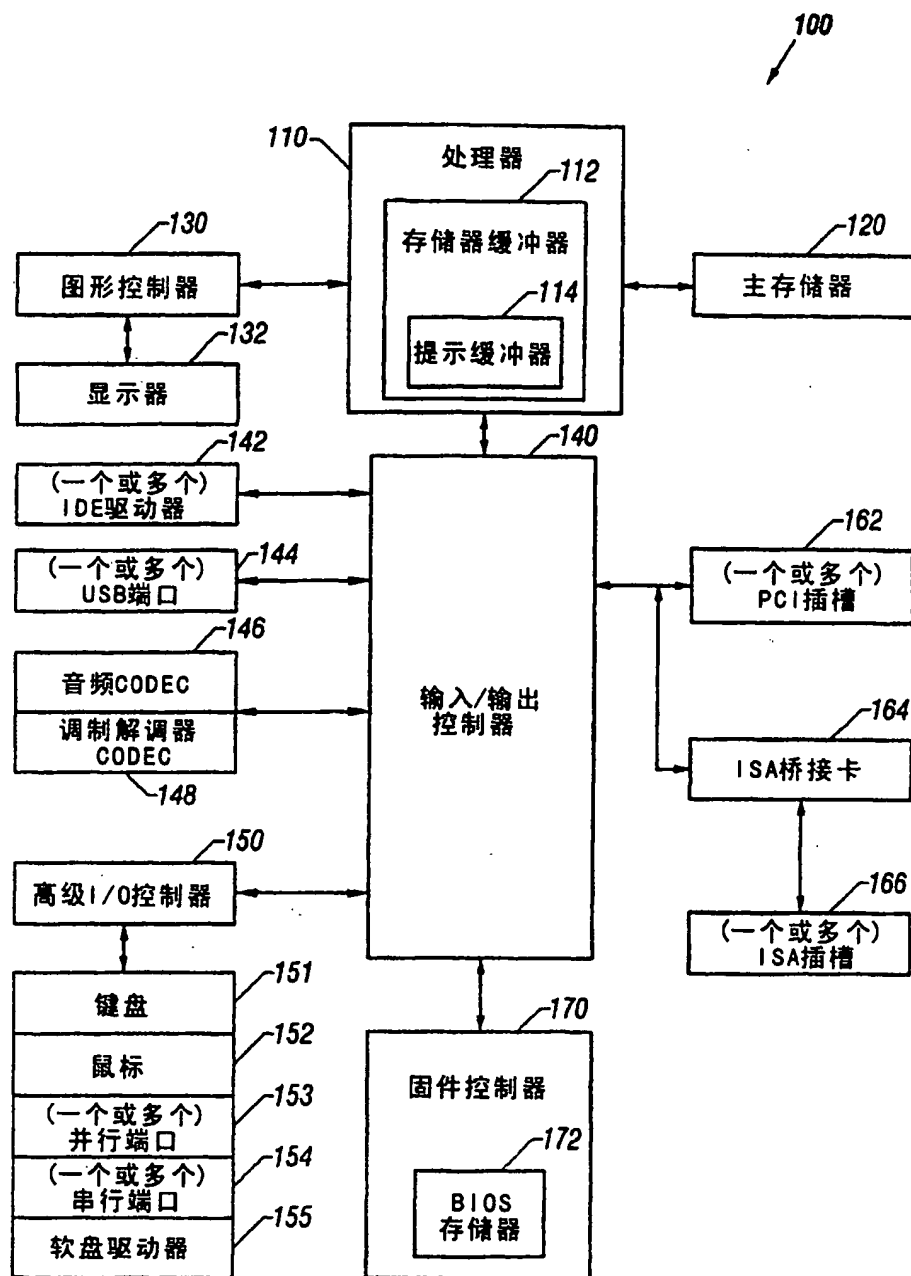 100
110
处理器
112
存储器缓冲器
114
提示缓冲器
130
图形控制器
120
主存储器
132
显示器
142
(一个或多个)
IDE驱动器
140
输入/输出
控制器
144
(一个或多个)
USB端口
162
(一个或多个)
PCI插槽
146
音频CODEC
调制解调器
CODEC
148
164
ISA桥接卡
150
高级I/O控制器
166
(一个或多个)
ISA插槽
151
键盘
152
鼠标
153
(一个或多个)
并行端口
154
(一个或多个)
串行端口
155
软盘驱动器
170
固件控制器
172
BIOS
存储器